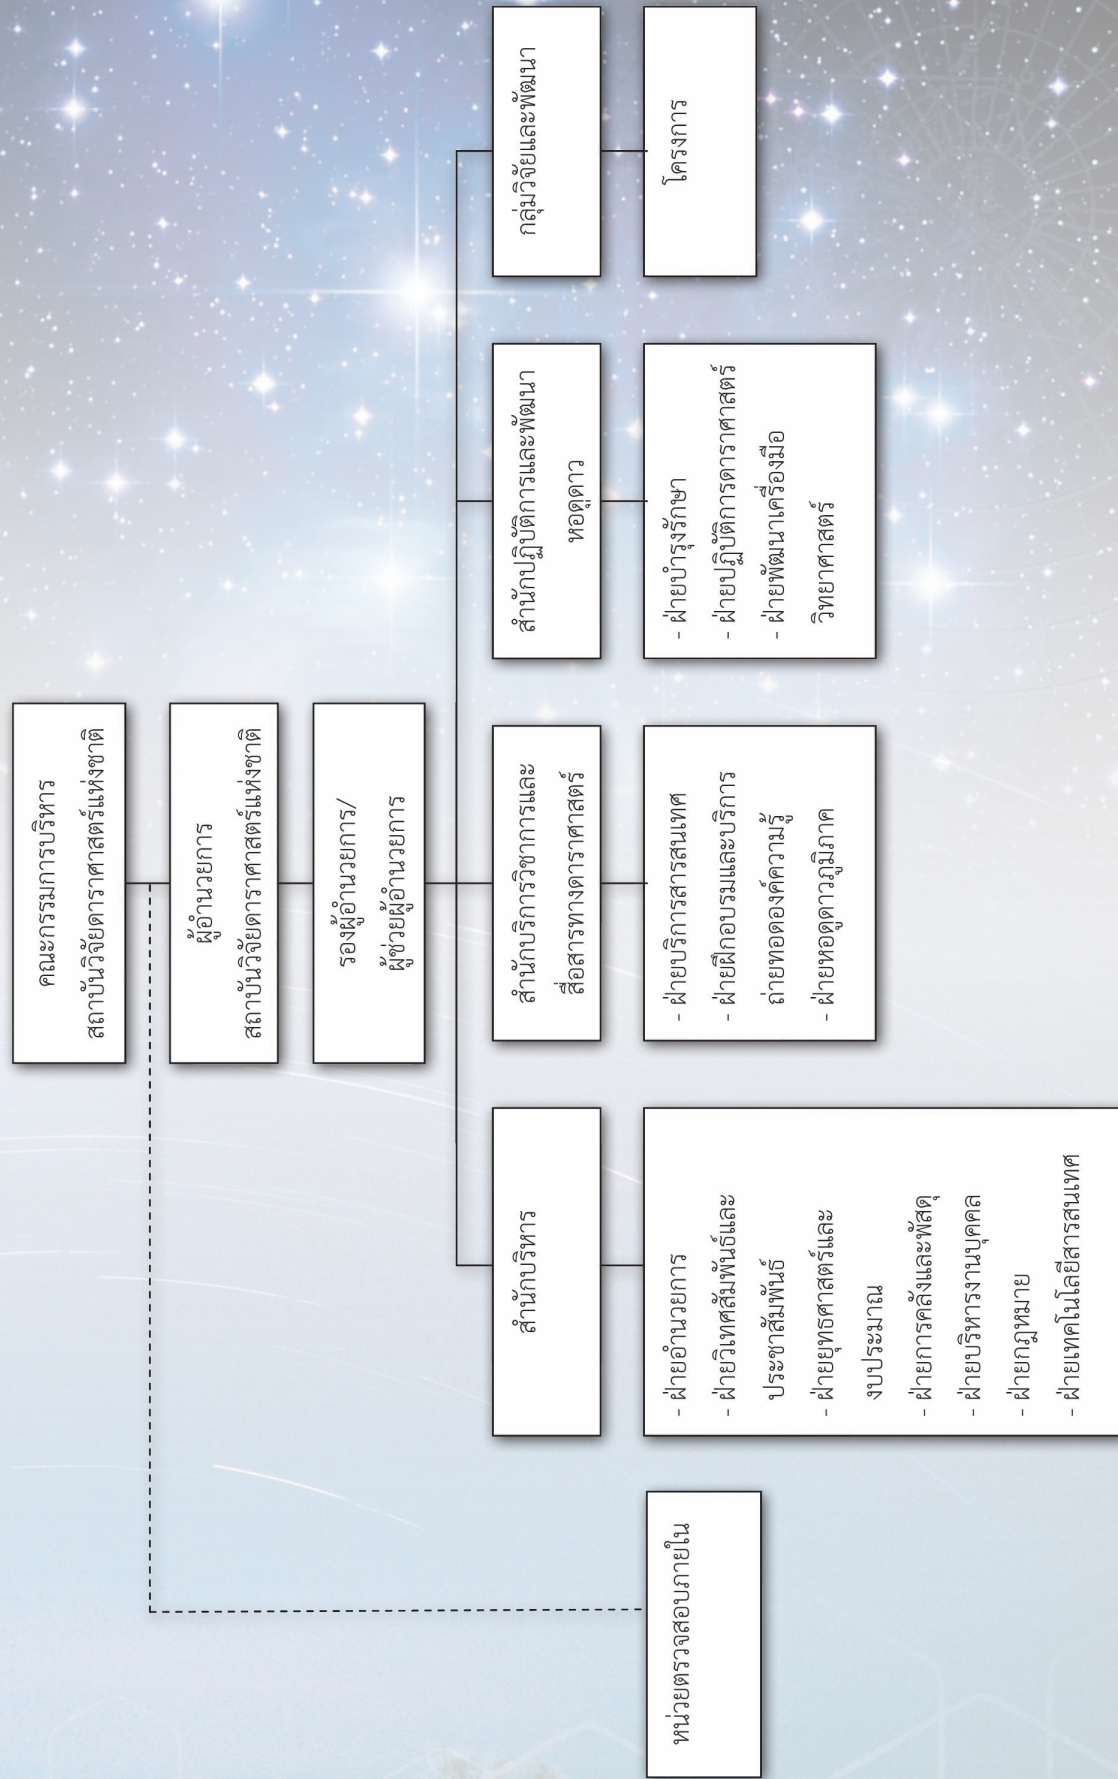 คณะกรรมการบริหาร
สถาบันวิจัยดาราศาสตร์แห่งชาติ
ผู้อำนวยการ
สถาบันวิจัยดาราศาสตร์แห่งชาติ
รองผู้อำนวยการ/
ผู้ช่วยผู้อำนวยการ
หน่วยตรวจสอบภายใน
สำนักบริหาร
- ฝ่ายอำนวยการ
- ฝ่ายวิเทศสัมพันธ์และ
ประชาสัมพันธ์
- ฝ่ายยุทธศาสตร์และ
งบประมาณ
- ฝ่ายการคลังและพัสดุ
- ฝ่ายบริหารงานบุคคล
- ฝ่ายกฎหมาย
- ฝ่ายเทคโนโลยีสารสนเทศ
สำนักบริการวิชาการและ
สื่อสารทางดาราศาสตร์
- ฝ่ายบริการสารสนเทศ
- ฝ่ายฝึกอบรมและบริการ
ถ่ายทอดองค์ความรู้
- ฝ่ายหอดูดาวภูมิภาค
สำนักปฏิบัติการและพัฒนา
หอดูดาว
- ฝ่ายบำรุงรักษา
- ฝ่ายปฏิบัติการดาราศาสตร์
- ฝ่ายพัฒนาเครื่องมือ
วิทยาศาสตร์
กลุ่มวิจัยและพัฒนา
โครงการ